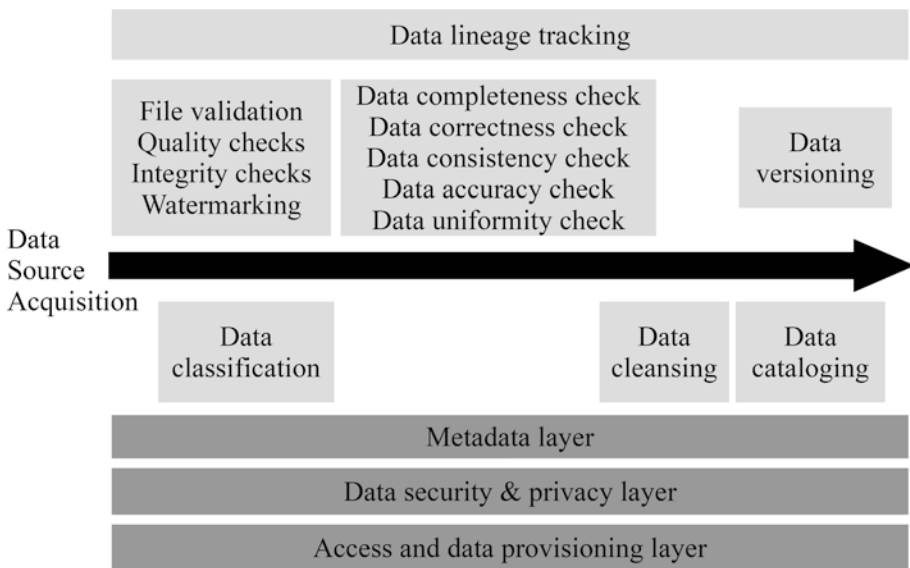 Data lineage tracking
File validation
Quality checks
Integrity checks
Watermarking
Data completeness check
Data correctness check
Data consistency check
Data accuracy check
Data uniformity check
Data
versioning
Data
Source
Acquisition
Data
classification
Data
cleansing
Data
cataloging
Metadata layer
Data security & privacy layer
Access and data provisioning layer